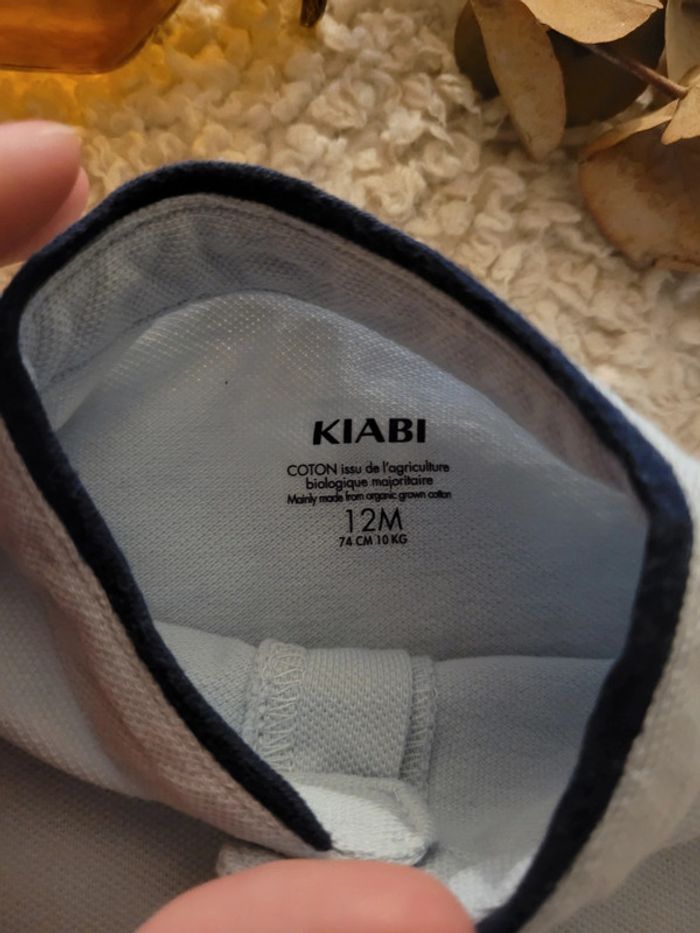 KIABI
COTON issu de l'agriculture
biologique majoritaire
Mainly made from organic grown cotton
12M
74 CM 10 KG